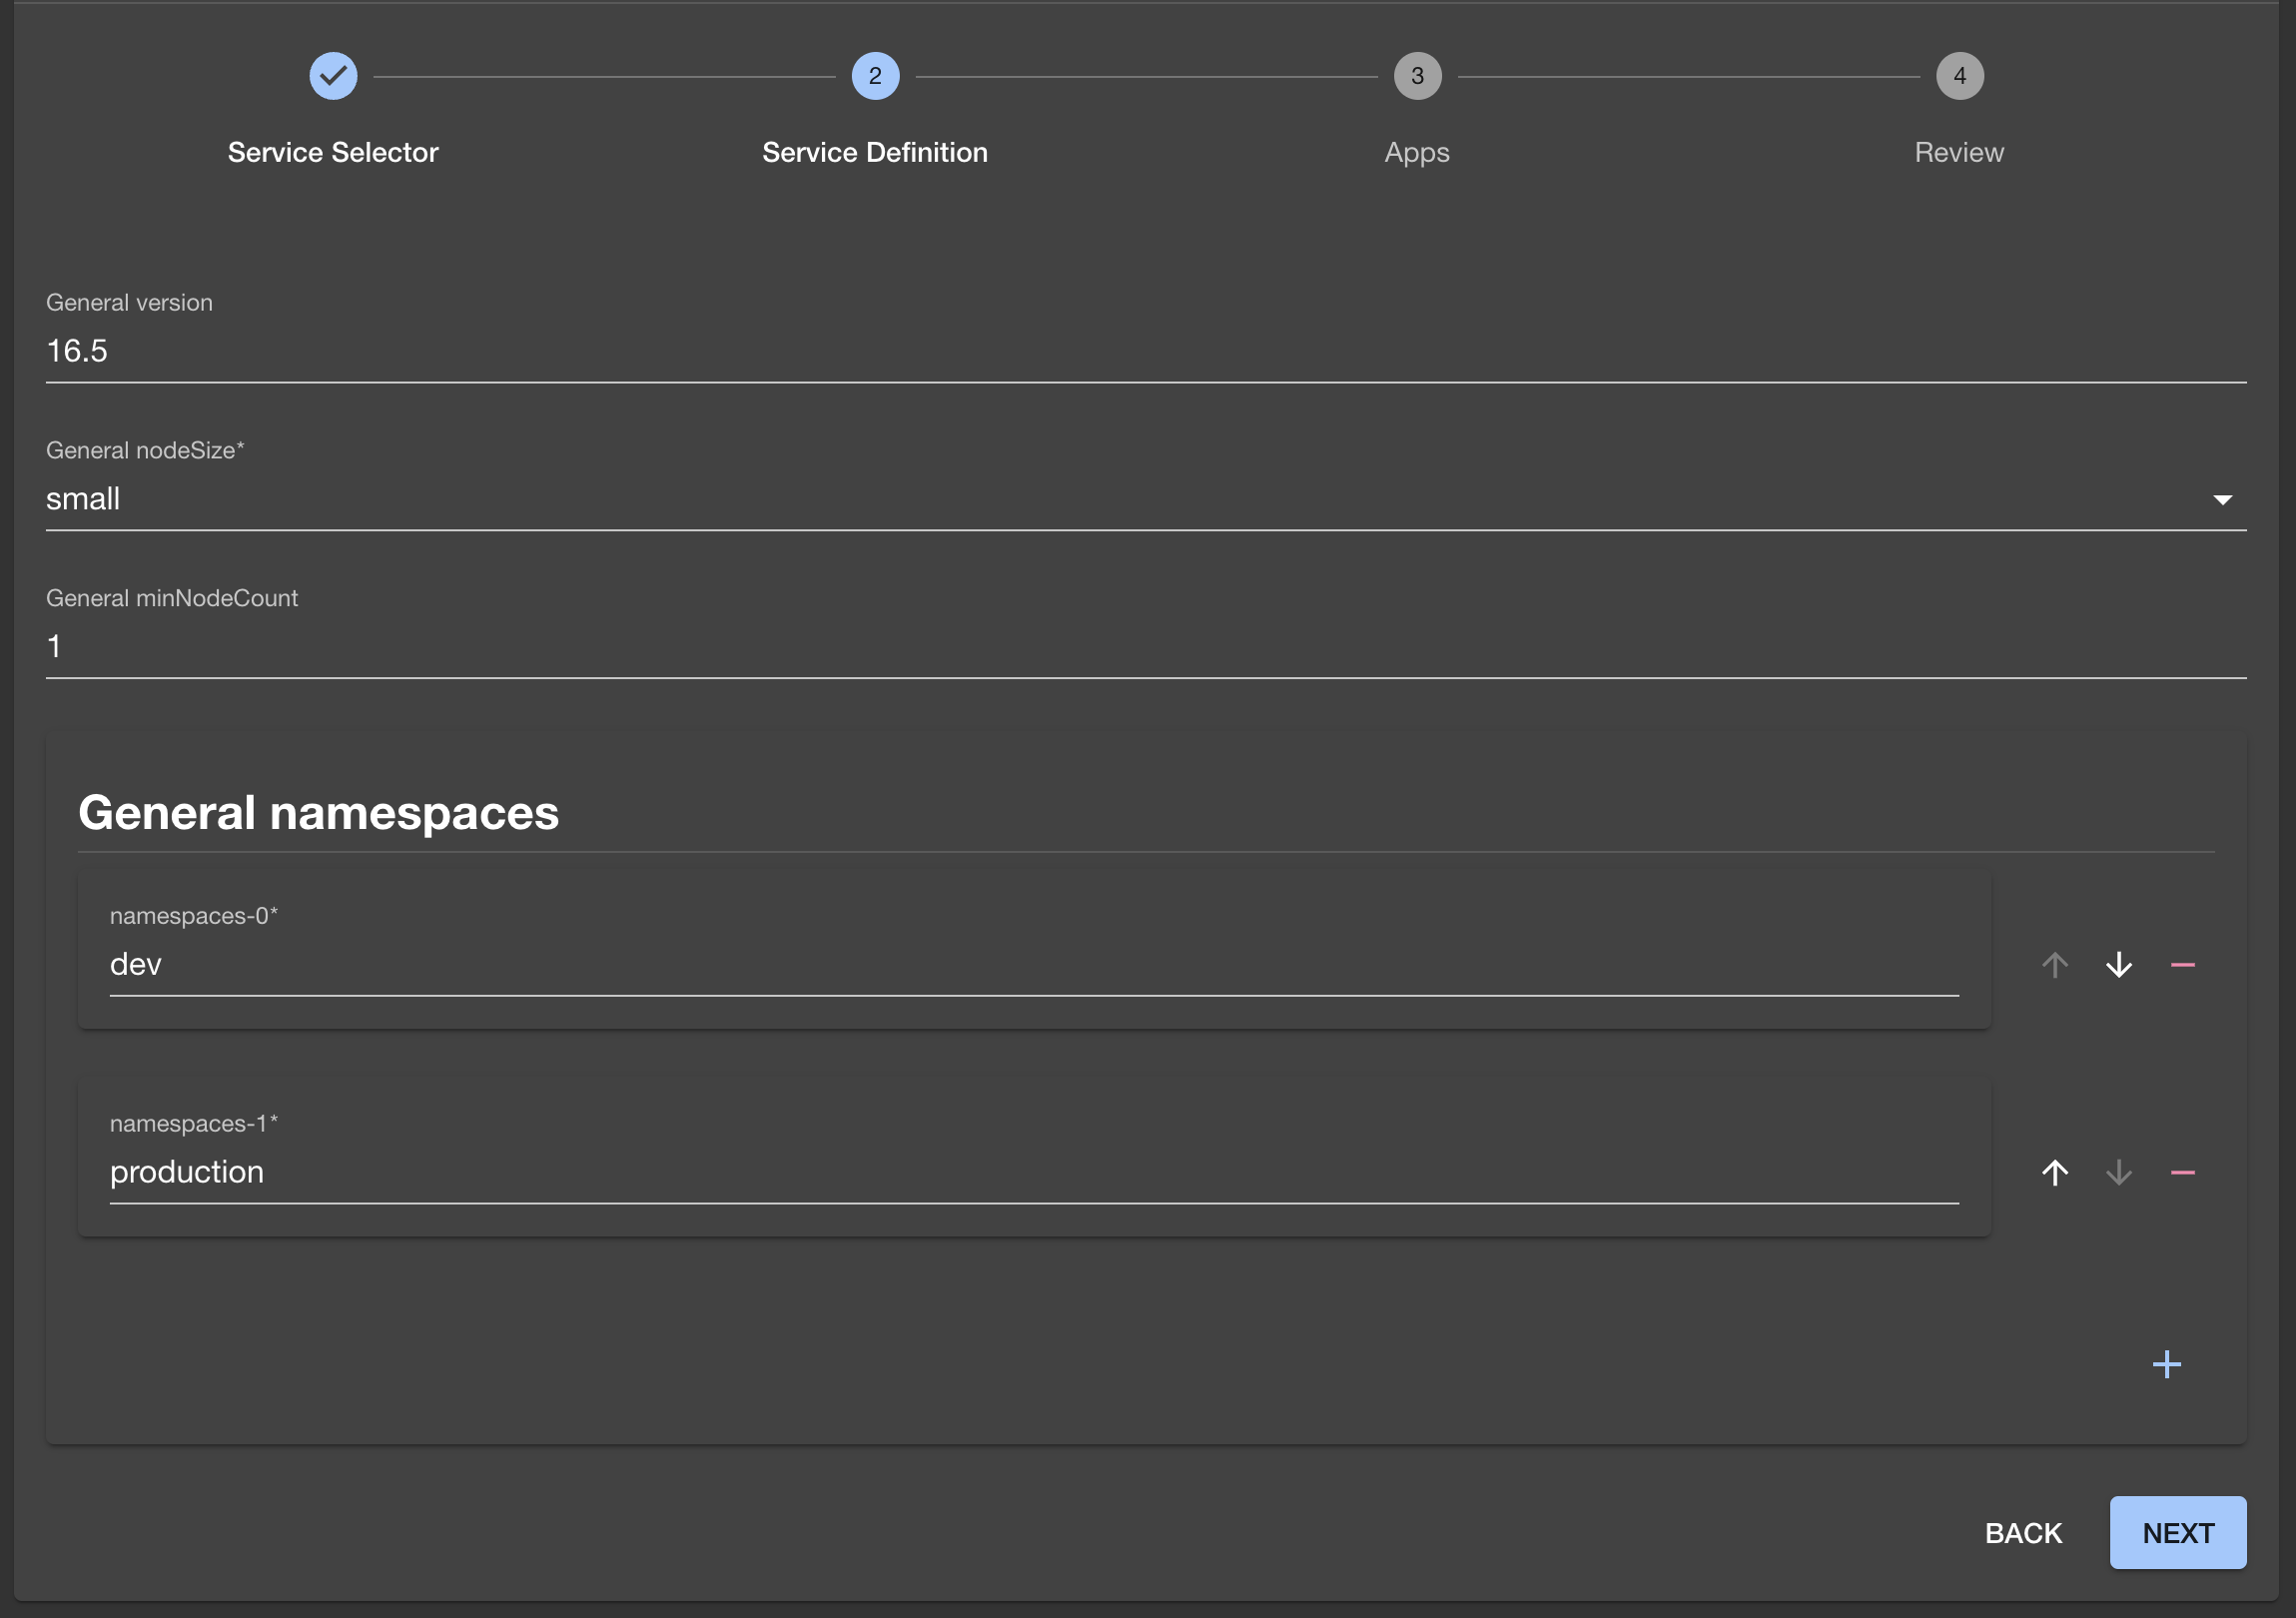 2
3
4
Service Selector
Service Definition
Apps
Review
General version
16.5
General nodeSize*
small
General minNodeCount
1
General namespaces
namespaces-0*
dev
namespaces-1*
production
BACK
NEXT